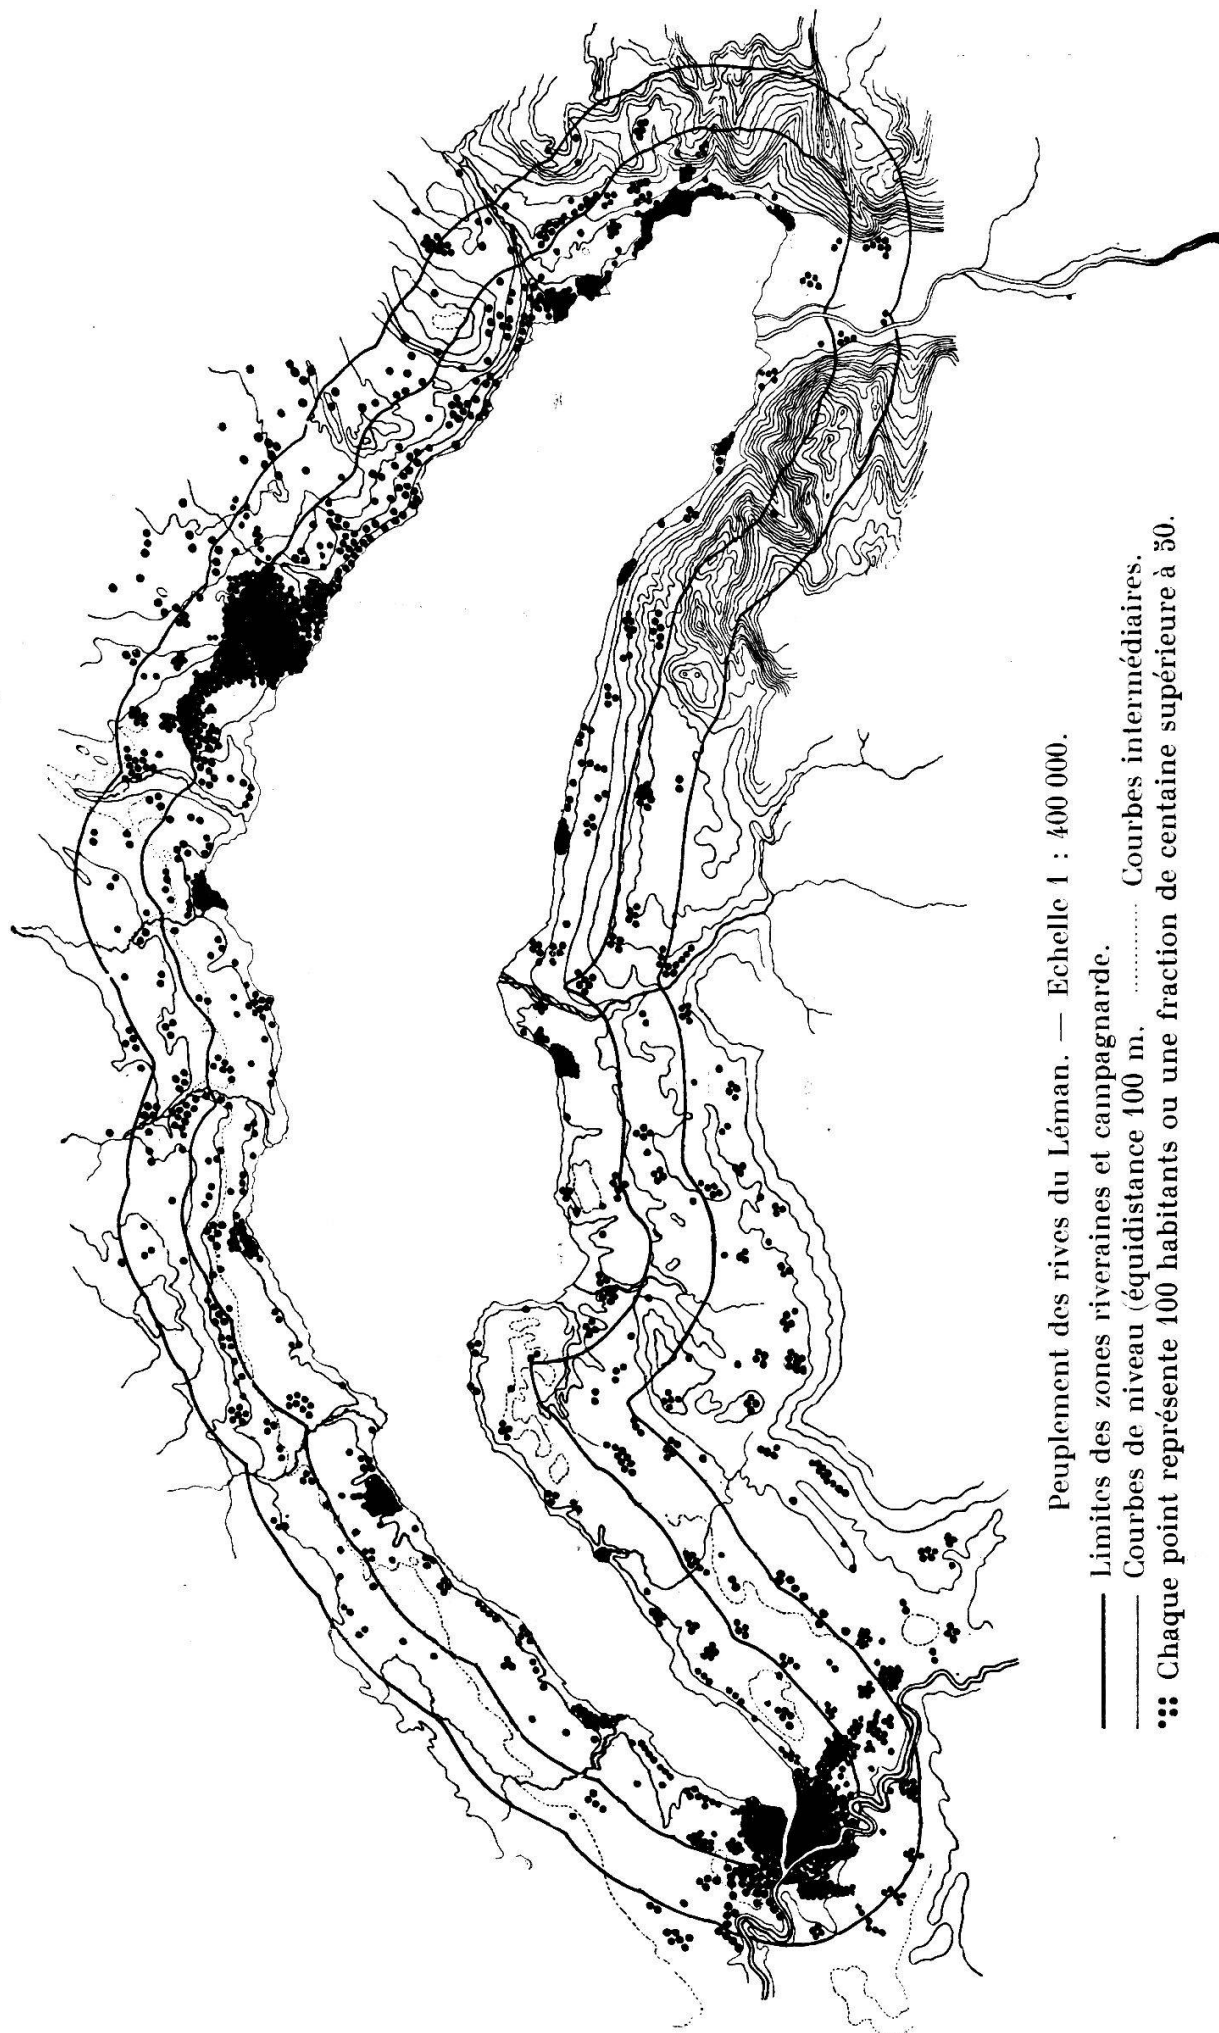 Peuplement des rives du Léman. — Echelle 1 : 400 000.
Limites des zones riveraines et campagnarde.
Courbes de niveau (équidistance 100 m. .......... Courbes intermédiaires.
Chaque point représente 100 habitants ou une fraction de centaine supérieure à 50.